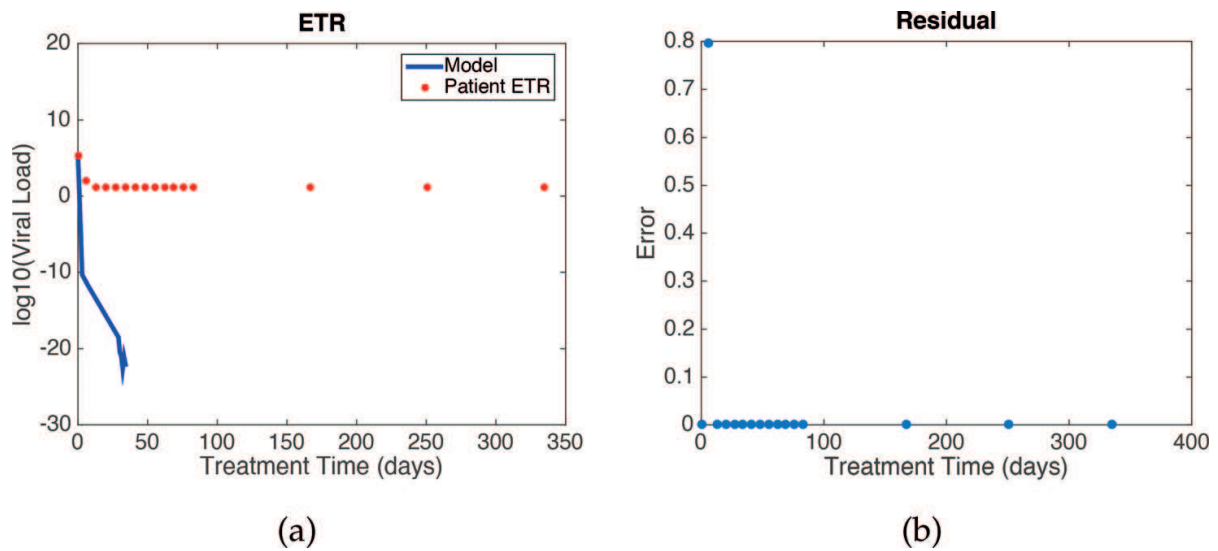 ETR
20
10
0
-10
-20
-30
log10(Viral Load)
Model
Patient ETR
0 50 100 150 200 250 300 350
Treatment Time (days)
(a)
Residual
0.8
0.7
0.6
0.5
0.4
0.3
0.2
0.1
0
Error
0 100 200 300 400
Treatment Time (days)
(b)